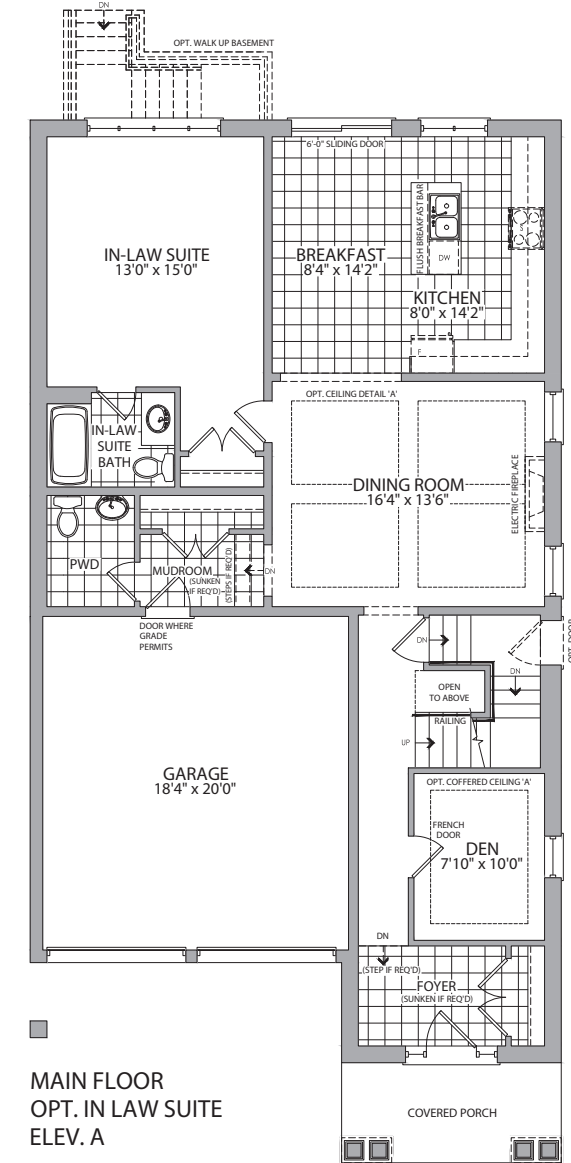 DN
OPT. WALK UP BASEMENT
6'-0" SLIDING DOOR
IN-LAW SUITE
13'0" x 15'0"
BREAKFAST
8'4" x 14'2"
FLUSH BREAKFAST BAR
DW
S
KITCHEN
8'0" x 14'2"
F
OPT. CEILING DETAIL 'A'
IN-LAW
SUITE
BATH
DINING ROOM
16'4" x 13'6"
ELECTRIC FIREPLACE
PWD
MUDROOM
(SUNKEN
IF REQ'D)
(STEPS IF REQ'D)
DN
DOOR WHERE
GRADE
PERMITS
DN
OPT. DOOR
DN
OPEN
TO ABOVE
RAILING
UP
GARAGE
18'4" x 20'0"
OPT. COFFERED CEILING 'A'
FRENCH
DOOR
DEN
7'10" x 10'0"
DN
(STEP IF REQ'D)
FOYER
(SUNKEN IF REQ'D)
COVERED PORCH
MAIN FLOOR
OPT. IN LAW SUITE
ELEV. A